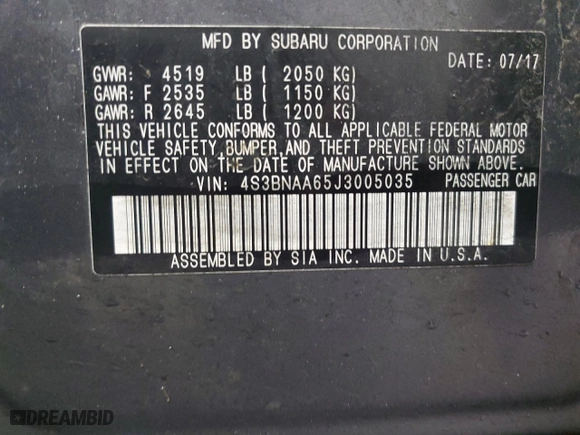 MFD BY SUBARU CORPORATION
DATE: 07/17
GVWR: 4519 LB ( 2050 KG)
GAWR: F 2535 LB ( 1150 KG)
GAWR: R 2645 LB ( 1200 KG)
THIS VEHICLE CONFORMS TO ALL APPLICABLE FEDERAL MOTOR
VEHICLE SAFETY, BUMPER, AND THEFT PREVENTION STANDARDS
IN EFFECT ON THE DATE OF MANUFACTURE SHOWN ABOVE.
VIN: 4S3BNAA65J3005035 PASSENGER CAR
ASSEMBLED BY SIA INC. MADE IN U.S.A.
DREAMBID